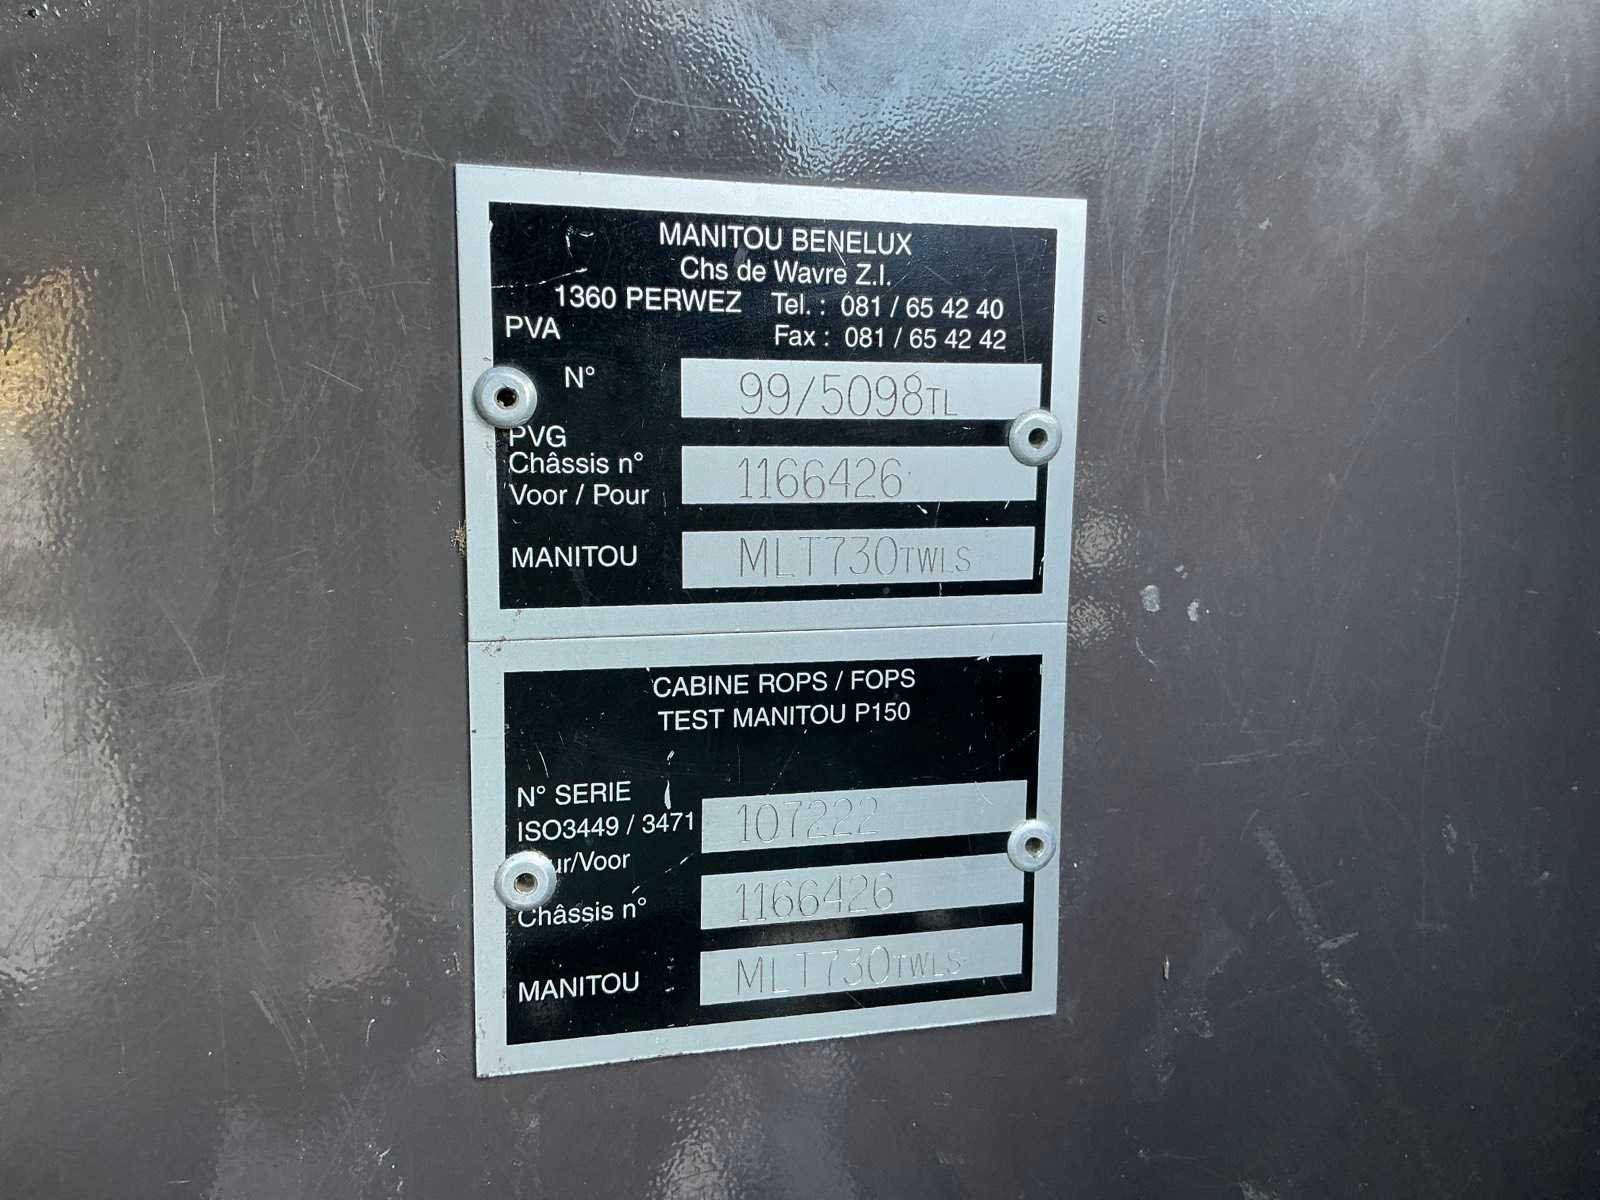 MANITOU BENELUX
Chs de Wavre Z.I.
1360 PERWEZ Tel. : 081 / 65 42 40
PVA Fax : 081 / 65 42 42
N° 99/5098TL
PVG
Châssis n° 1166426
Voor / Pour
MANITOU MLT730TWLS
CABINE ROPS / FOPS
TEST MANITOU P150
N° SERIE
ISO3449 / 3471 107222
/Voor
Châssis n° 1166426
MANITOU MLT730TWLS